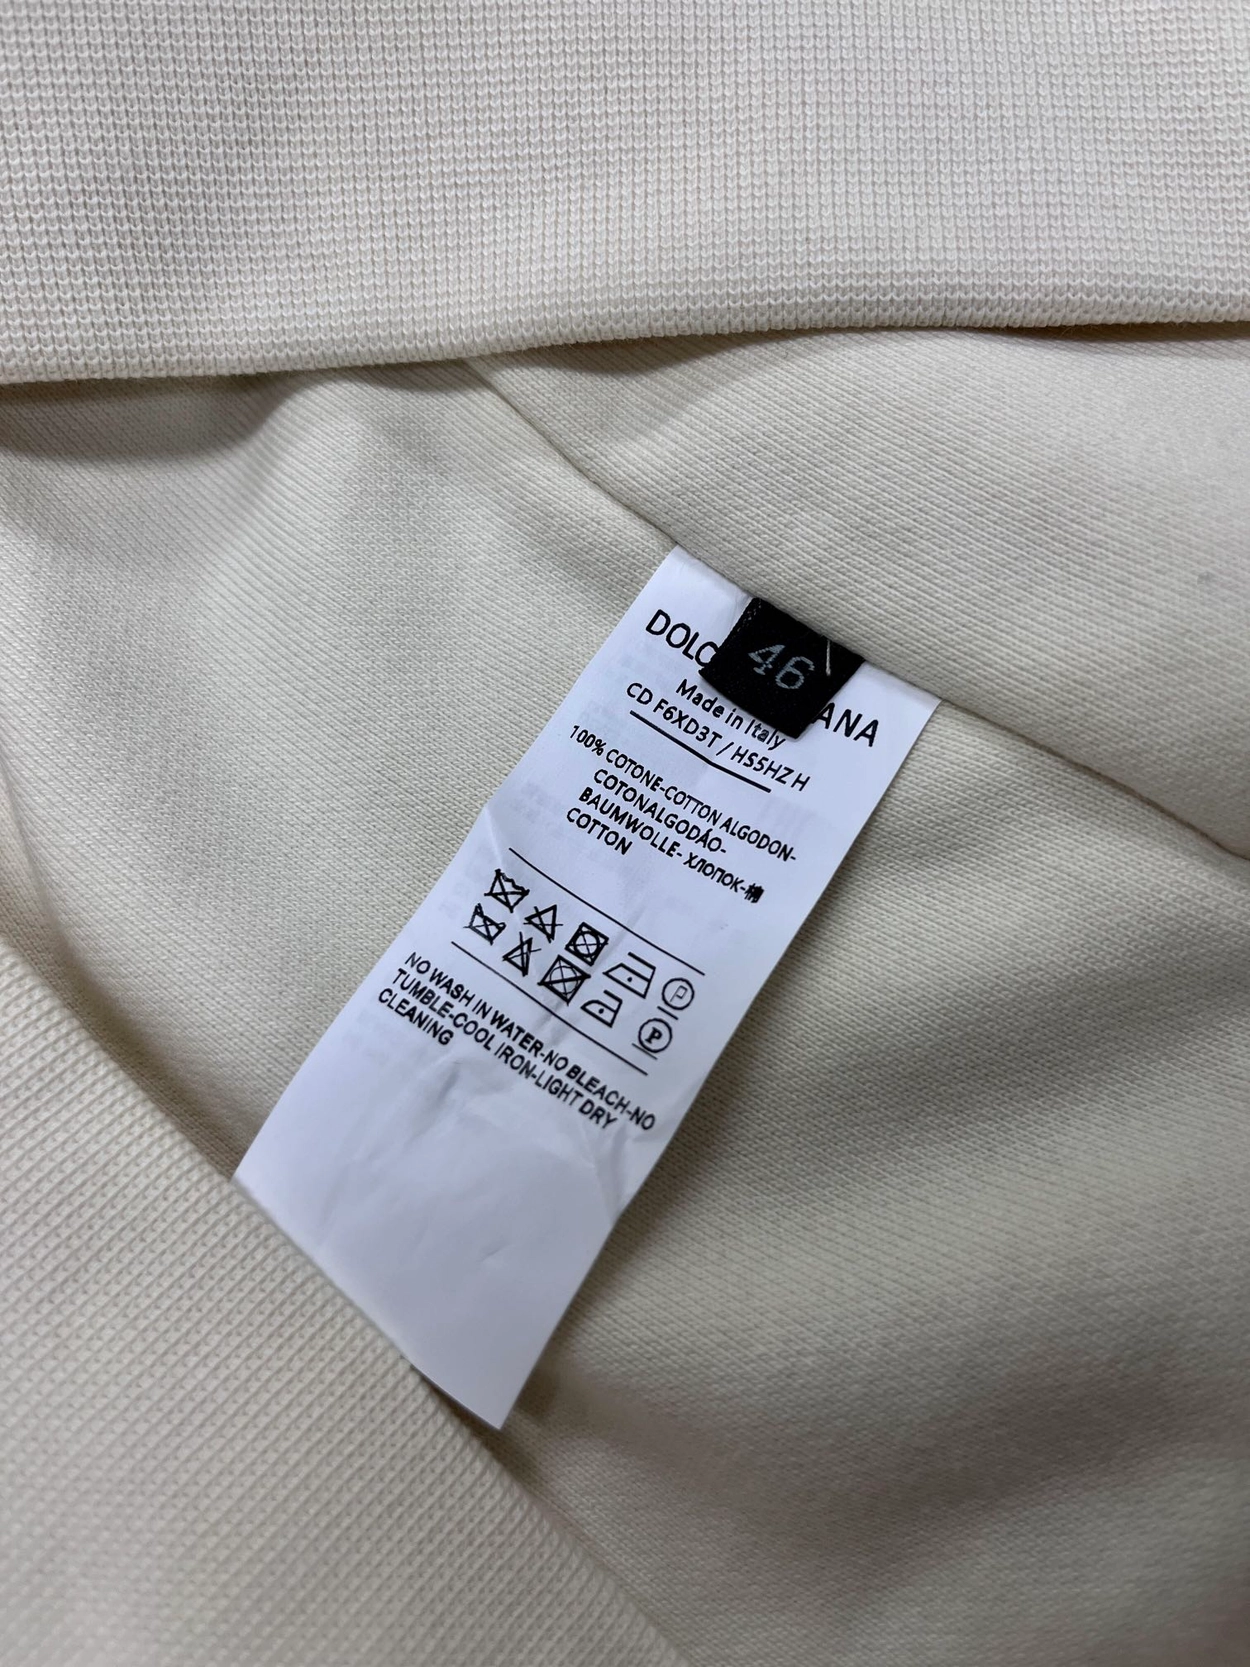 46
DOLC ANA
Made in Italy
CD F6XD3T / HS5HZ H
100% COTONE-COTTON ALGODON-
COTONALGODÁO-
BAUMWOLLE- ХЛОПОК-棉
COTTON
P
P
NO WASH IN WATER-NO BLEACH-NO
TUMBLE-COOL IRON-LIGHT DRY
CLEANING